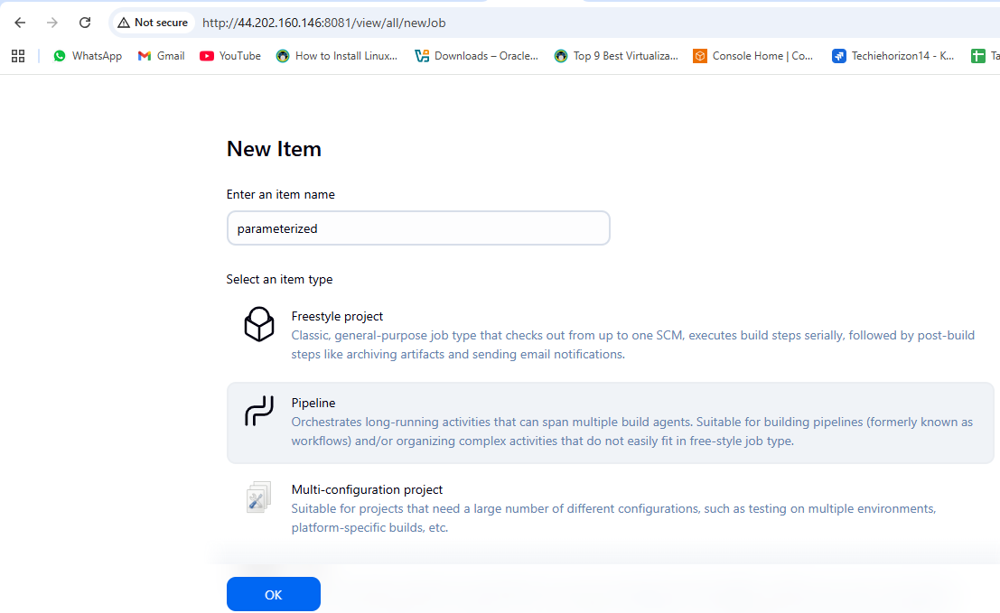 Not secure http://44.202.160.146:8081/view/all/newJob
WhatsApp Gmail YouTube How to Install Linux... Downloads – Oracle... Top 9 Best Virtualiza... Console Home | Co... Techiehorizon14 - K... Ta
New Item
Enter an item name
parameterized
Select an item type
Freestyle project
Classic, general-purpose job type that checks out from up to one SCM, executes build steps serially, followed by post-build
steps like archiving artifacts and sending email notifications.
Pipeline
Orchestrates long-running activities that can span multiple build agents. Suitable for building pipelines (formerly known as
workflows) and/or organizing complex activities that do not easily fit in free-style job type.
Multi-configuration project
Suitable for projects that need a large number of different configurations, such as testing on multiple environments,
platform-specific builds, etc.
OK